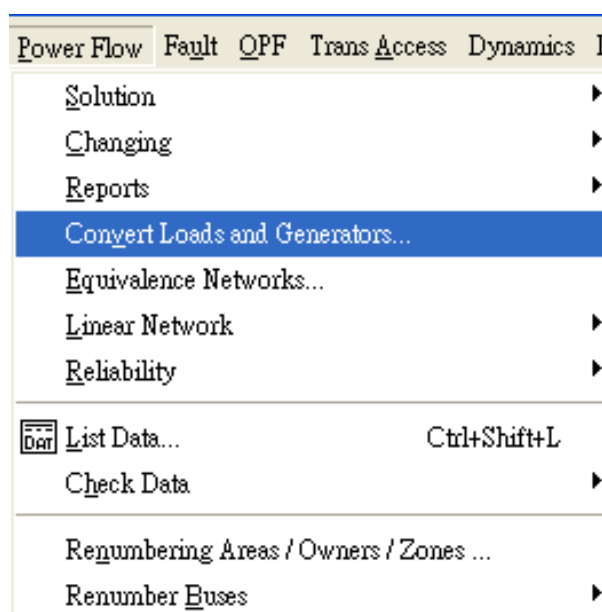 Power Flow Fault OPF Trans Access Dynamics
Solution
Changing
Reports
Convert Loads and Generators...
Equivalence Networks...
Linear Network
Reliability
DAT List Data... Ctrl+Shift+L
Check Data
Renumbering Areas / Owners / Zones ...
Renumber Buses